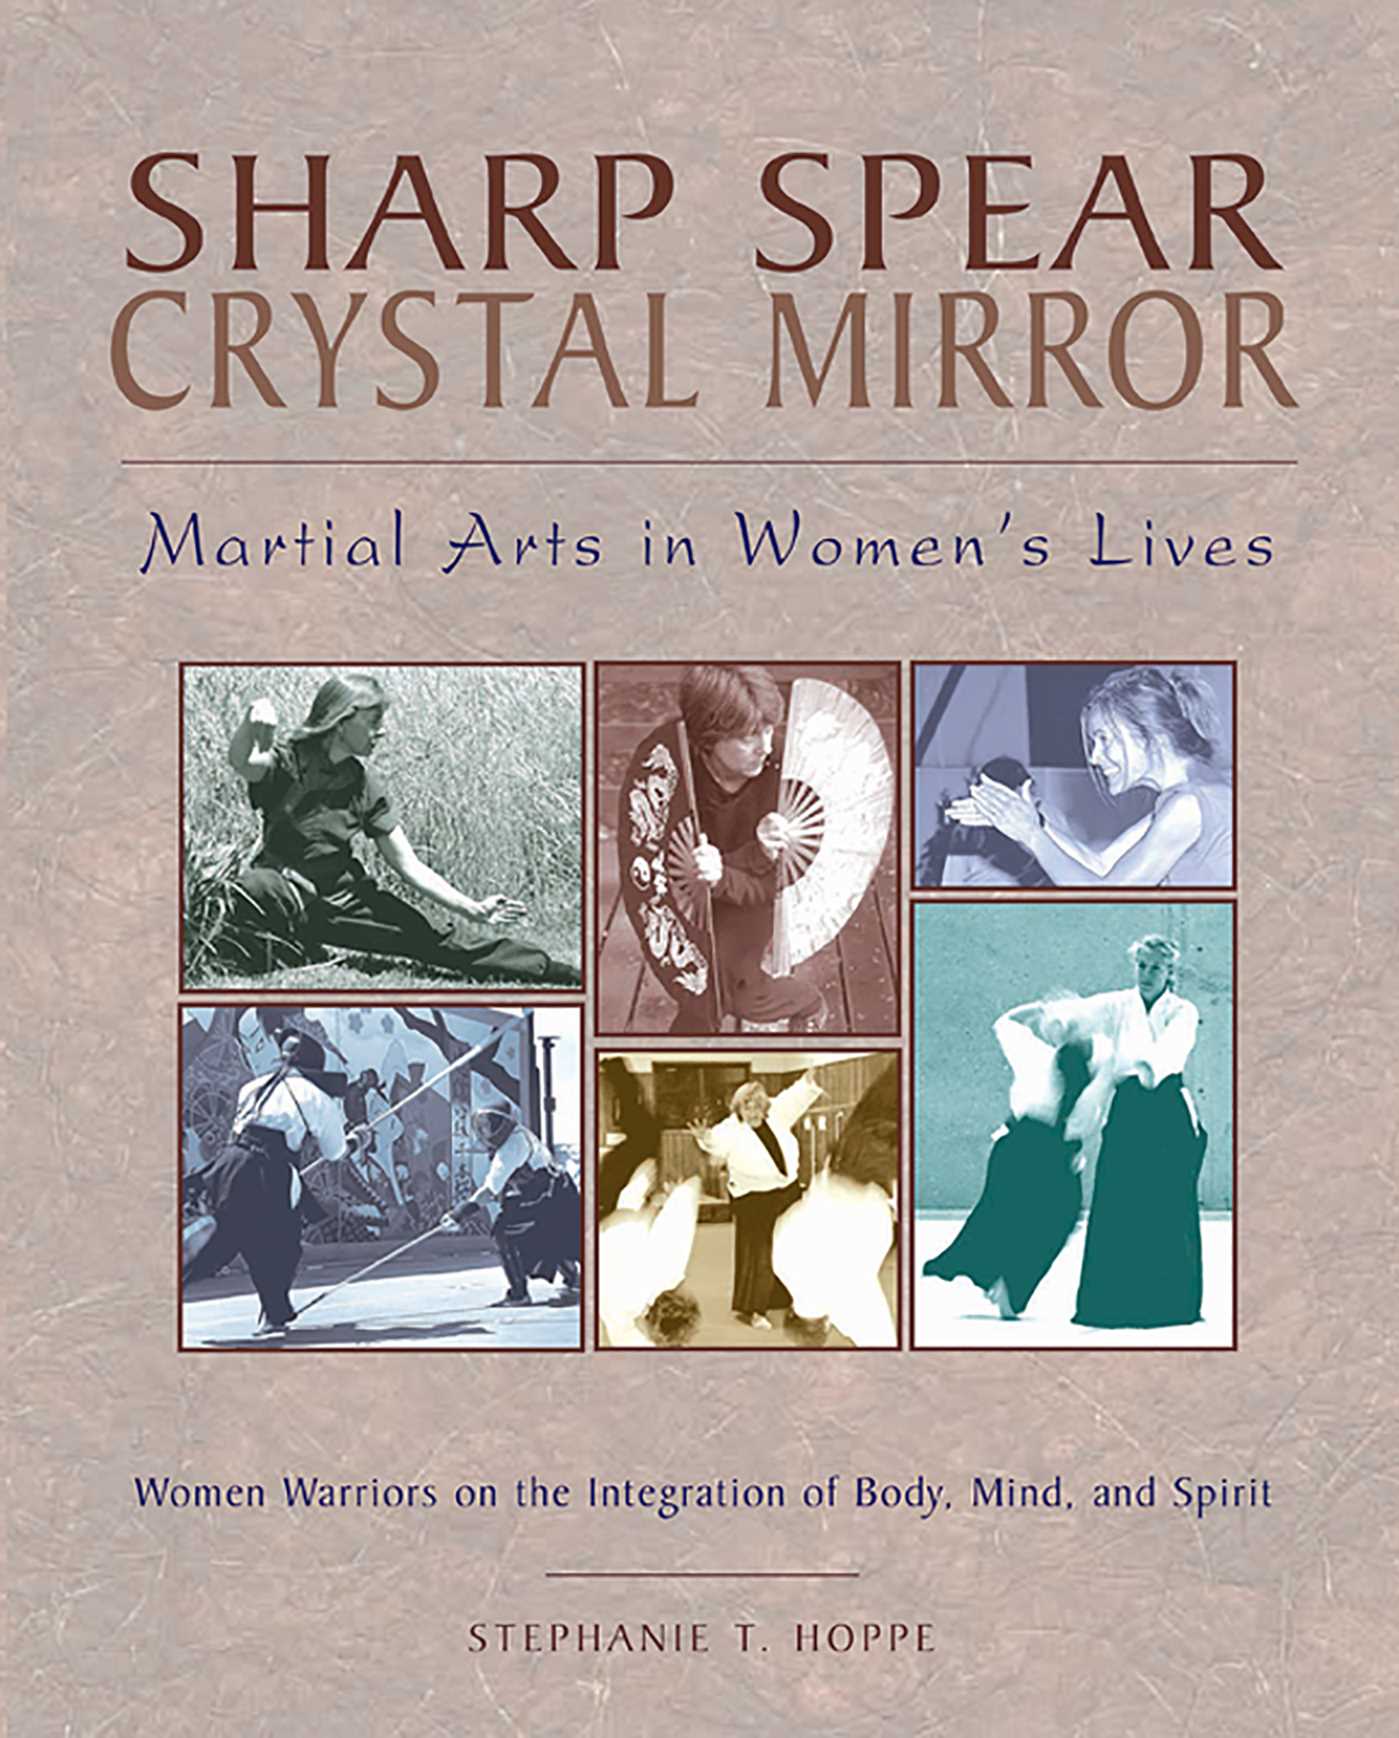 SHARP SPEAR
CRYSTAL MIRROR
Martial Arts in Women's Lives
Women Warriors on the Integration of Body, Mind, and Spirit
STEPHANIE T. HOPPE